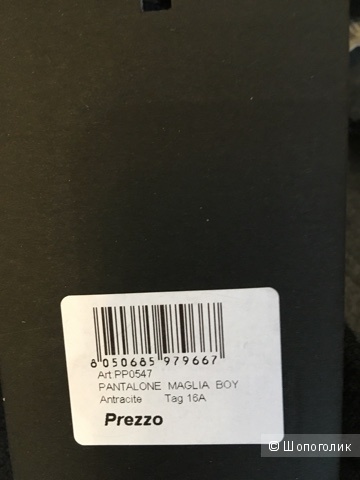 8 050685 979667
Art PP0547
PANTALONE MAGLIA BOY
Antracite Tag 16A
Prezzo
© Шопоголик